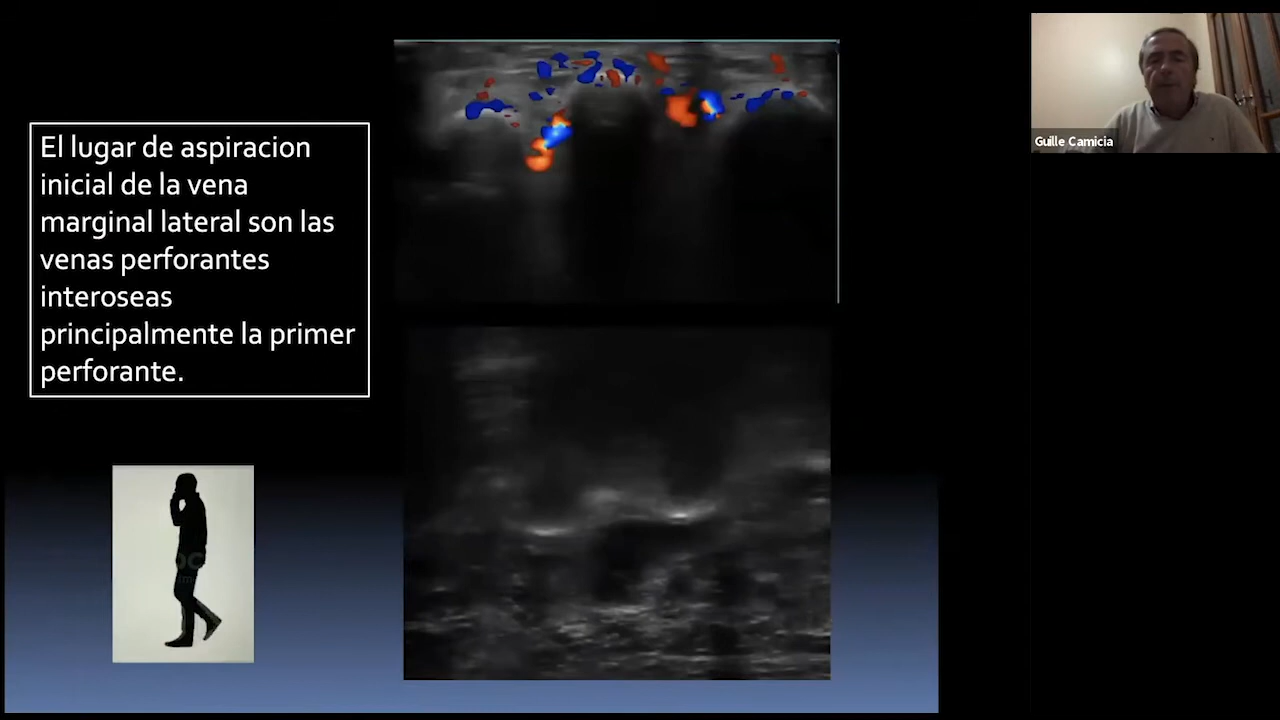 El lugar de aspiracion
inicial de la vena
marginal lateral son las
venas perforantes
interoseas
principalmente la primer
perforante.
Guille Camicia